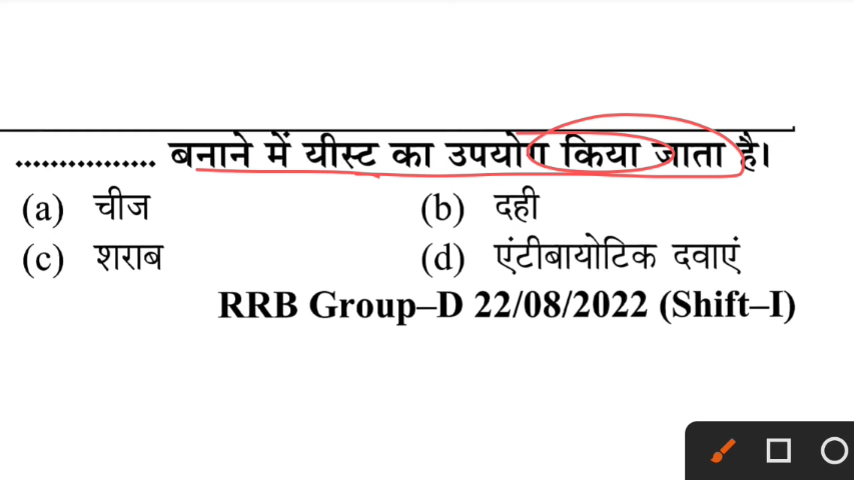 ................ बनाने में यीस्ट का उपयोग किया जाता है।
(a) चीज (b) दही
(c) शराब (d) एंटीबायोटिक दवाएं
RRB Group–D 22/08/2022 (Shift–I)